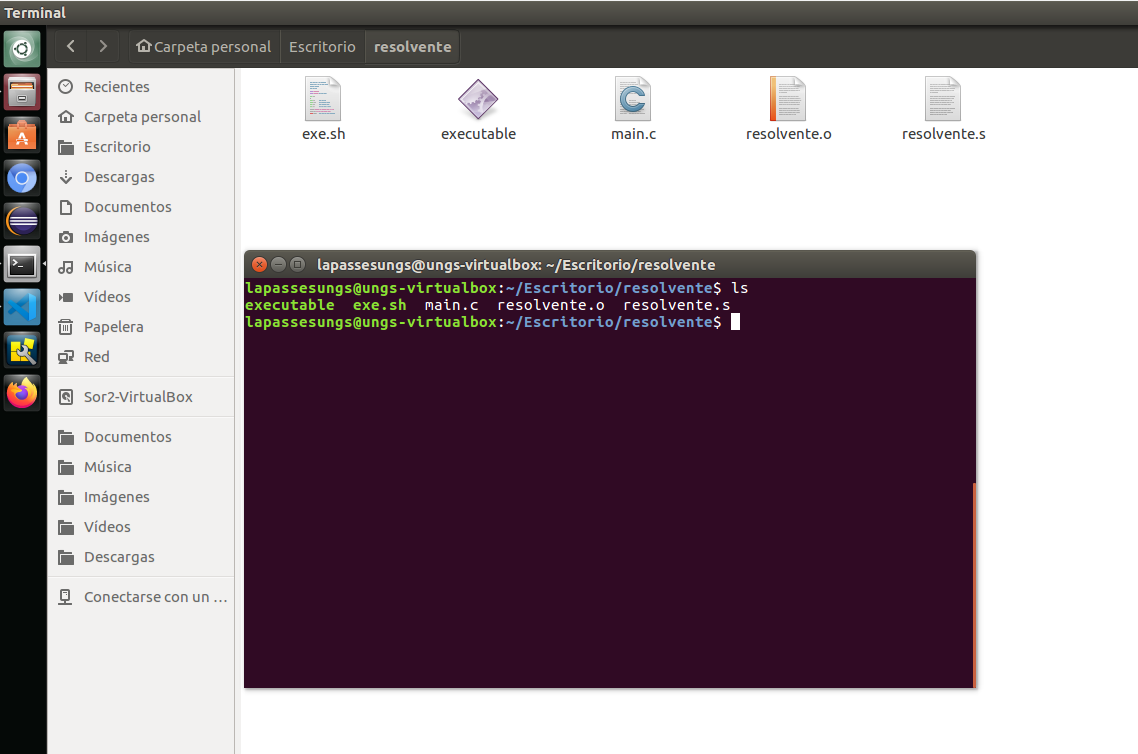 Terminal
Carpeta personal Escritorio resolvente
Recientes
Carpeta personal
Escritorio
Descargas
Documentos
Imágenes
Música
Vídeos
Papelera
Red
Sor2-VirtualBox
Documentos
Música
Imágenes
Vídeos
Descargas
Conectarse con un ...
exe.sh executable main.c resolvente.o resolvente.s
lapassesungs@ungs-virtualbox: ~/Escritorio/resolvente
lapassesungs@ungs-virtualbox:~/Escritorio/resolvente$ ls
executable exe.sh main.c resolvente.o resolvente.s
lapassesungs@ungs-virtualbox:~/Escritorio/resolvente$